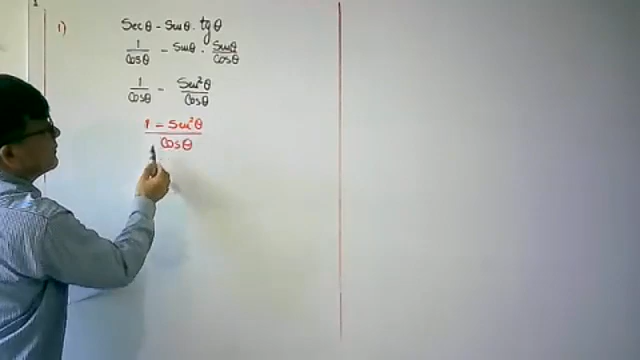 1) Secθ - Senθ · tgθ
1/Cosθ - Senθ · Senθ/Cosθ
1/Cosθ - Sen²θ/Cosθ
1 - Sen²θ/Cosθ